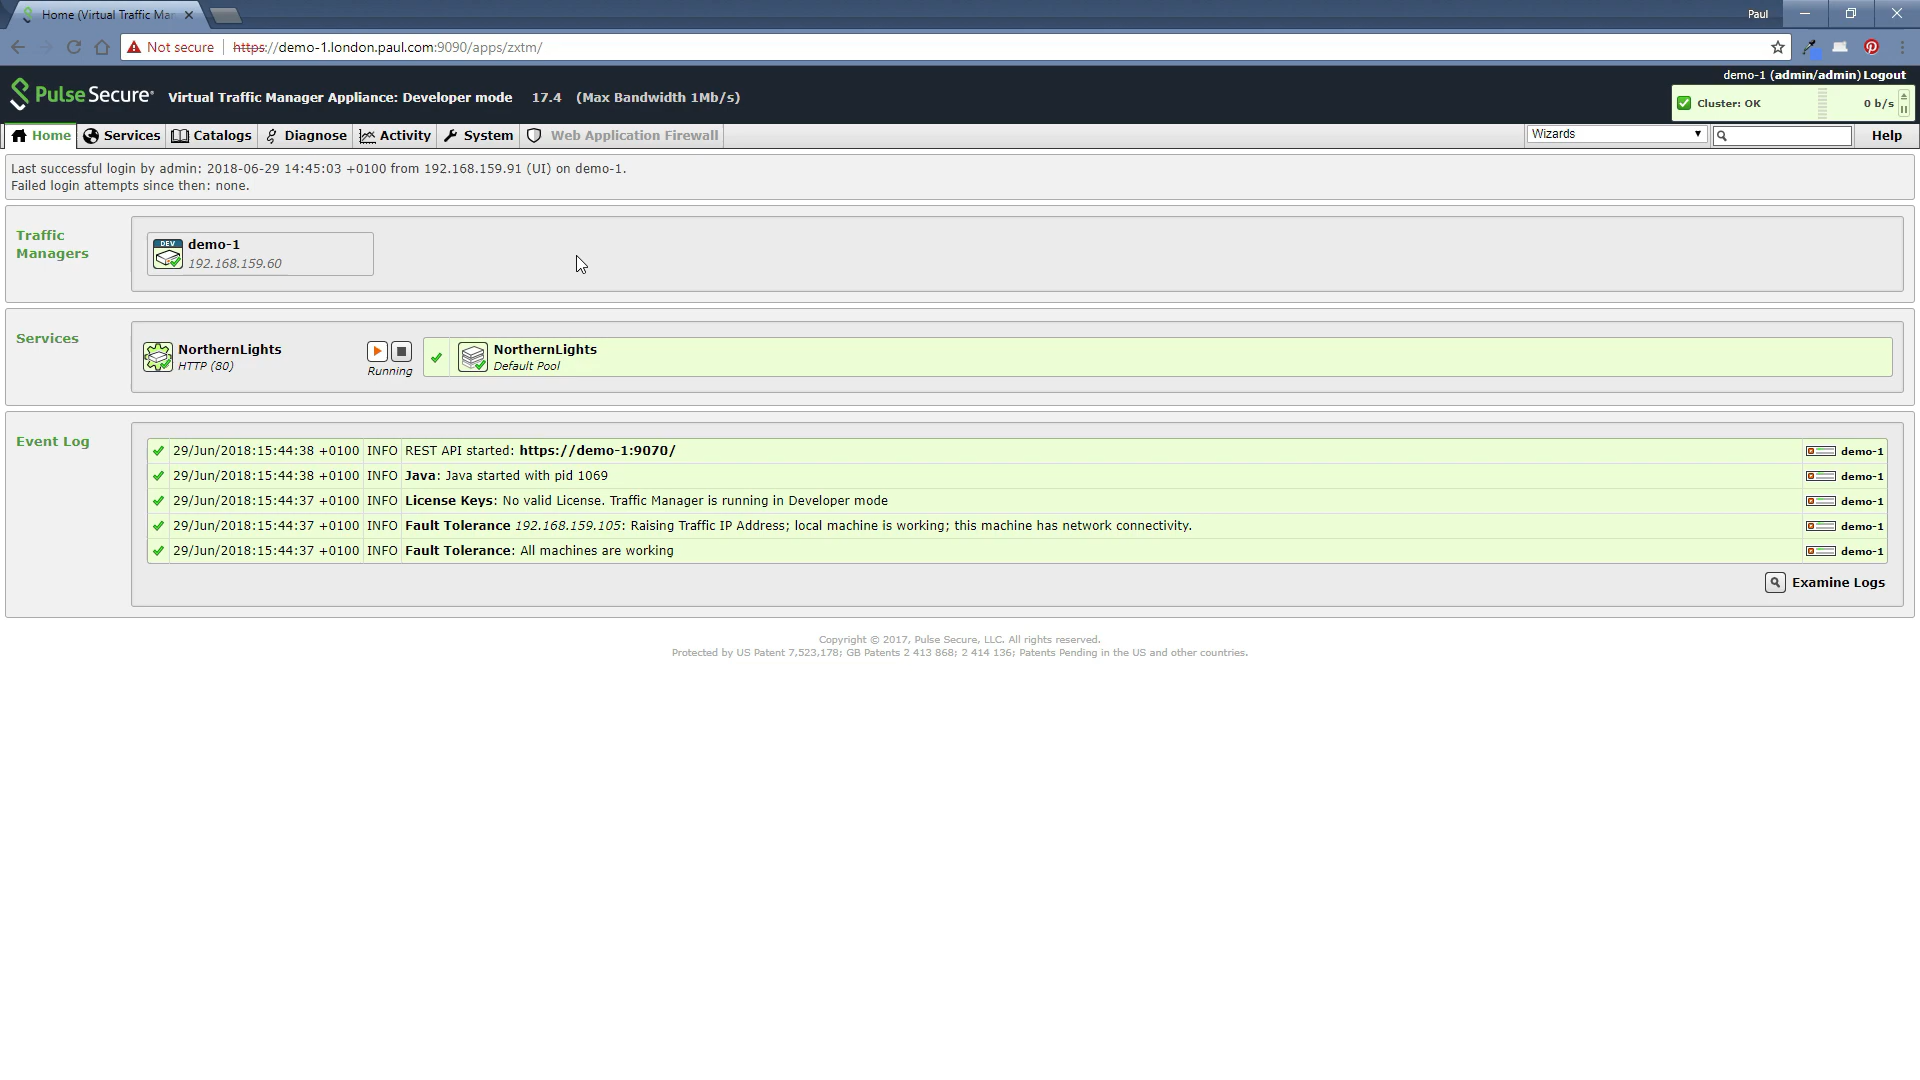 Home (Virtual Traffic Mar
Paul
Not secure
https://demo-1.london.paul.com:9090/apps/zxtm/
demo-1 (admin/admin) Logout
Pulse Secure
Virtual Traffic Manager Appliance: Developer mode 17.4 (Max Bandwidth 1Mb/s)
Cluster: OK
0 b/s
Home
Services
Catalogs
Diagnose
Activity
System
Web Application Firewall
Wizards
Help
Last successful login by admin: 2018-06-29 14:45:03 +0100 from 192.168.159.91 (UI) on demo-1.
Failed login attempts since then: none.
Traffic
Managers
DEV
demo-1
192.168.159.60
Services
NorthernLights
HTTP (80)
Running
NorthernLights
Default Pool
Event Log
29/Jun/2018:15:44:38 +0100 INFO REST API started: https://demo-1:9070/ demo-1
29/Jun/2018:15:44:38 +0100 INFO Java: Java started with pid 1069 demo-1
29/Jun/2018:15:44:37 +0100 INFO License Keys: No valid License. Traffic Manager is running in Developer mode demo-1
29/Jun/2018:15:44:37 +0100 INFO Fault Tolerance 192.168.159.105: Raising Traffic IP Address; local machine is working; this machine has network connectivity. demo-1
29/Jun/2018:15:44:37 +0100 INFO Fault Tolerance: All machines are working demo-1
Examine Logs
Copyright © 2017, Pulse Secure, LLC. All rights reserved.
Protected by US Patent 7,523,178; GB Patents 2 413 868; 2 414 136; Patents Pending in the US and other countries.